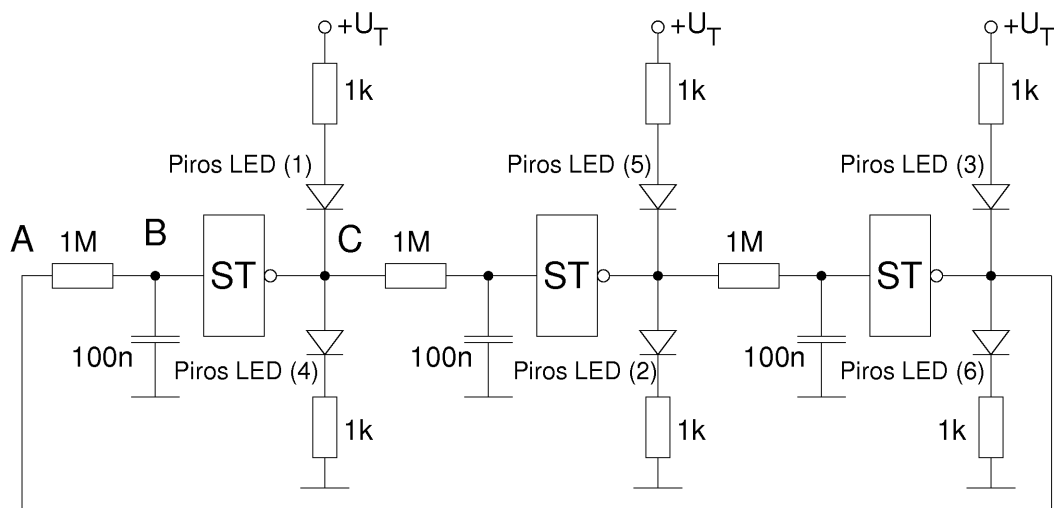 +U_T +U_T +U_T
1k 1k 1k
Piros LED (1) Piros LED (5) Piros LED (3)
A 1M B C 1M 1M
ST ST ST
100n 100n 100n
Piros LED (4) Piros LED (2) Piros LED (6)
1k 1k 1k